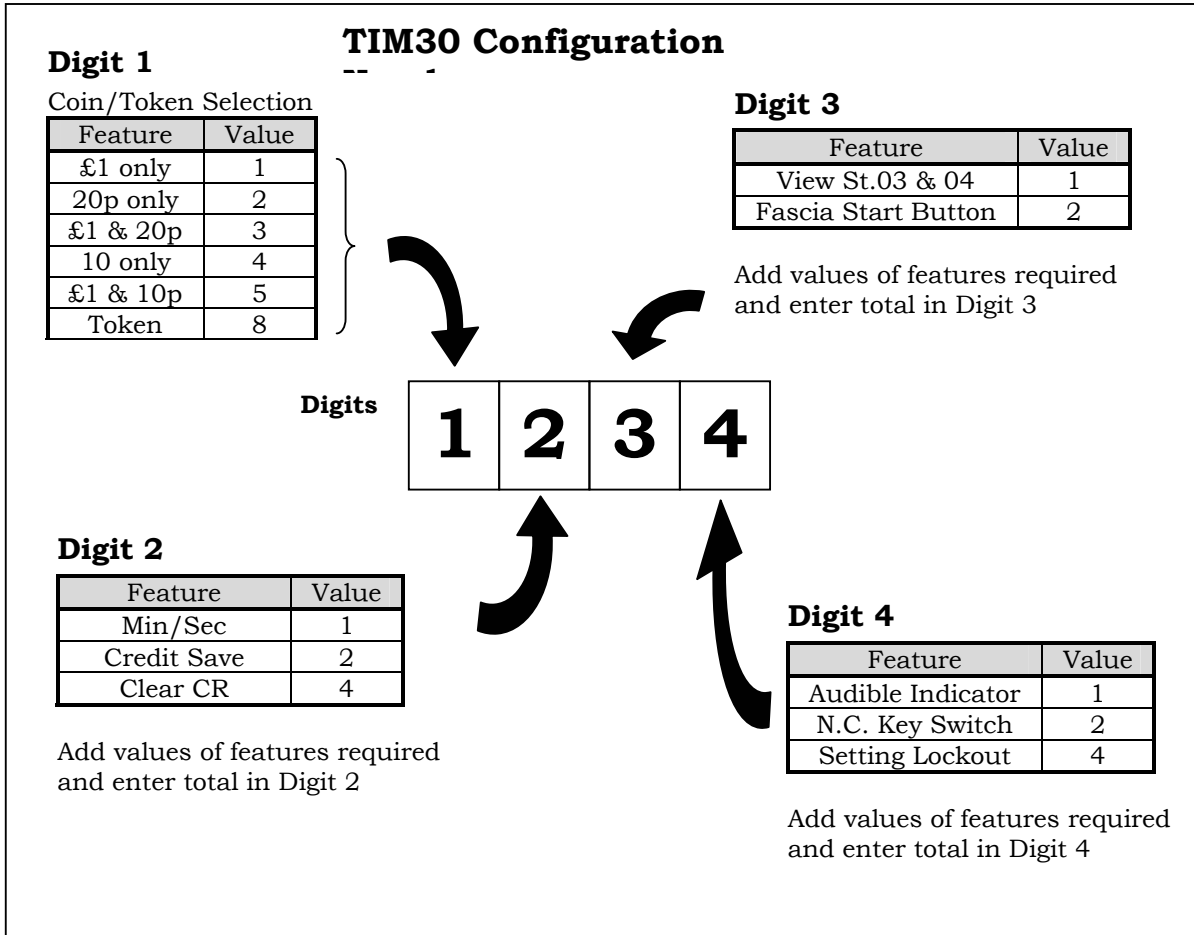 TIM30 Configuration
Digit 1
Coin/Token Selection
Feature Value
£1 only 1
20p only 2
£1 & 20p 3
10 only 4
£1 & 10p 5
Token 8
Digit 3
Feature Value
View St.03 & 04 1
Fascia Start Button 2
Add values of features required
and enter total in Digit 3
Digits 1 2 3 4
Digit 2
Feature Value
Min/Sec 1
Credit Save 2
Clear CR 4
Add values of features required
and enter total in Digit 2
Digit 4
Feature Value
Audible Indicator 1
N.C. Key Switch 2
Setting Lockout 4
Add values of features required
and enter total in Digit 4